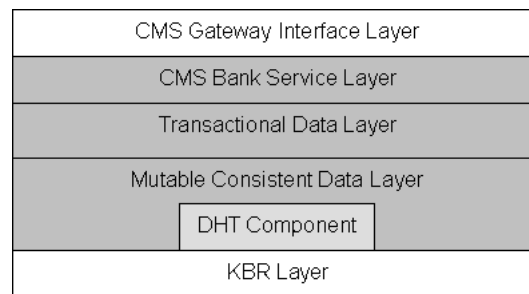 CMS Gateway Interface Layer
CMS Bank Service Layer
Transactional Data Layer
Mutable Consistent Data Layer
DHT Component
KBR Layer